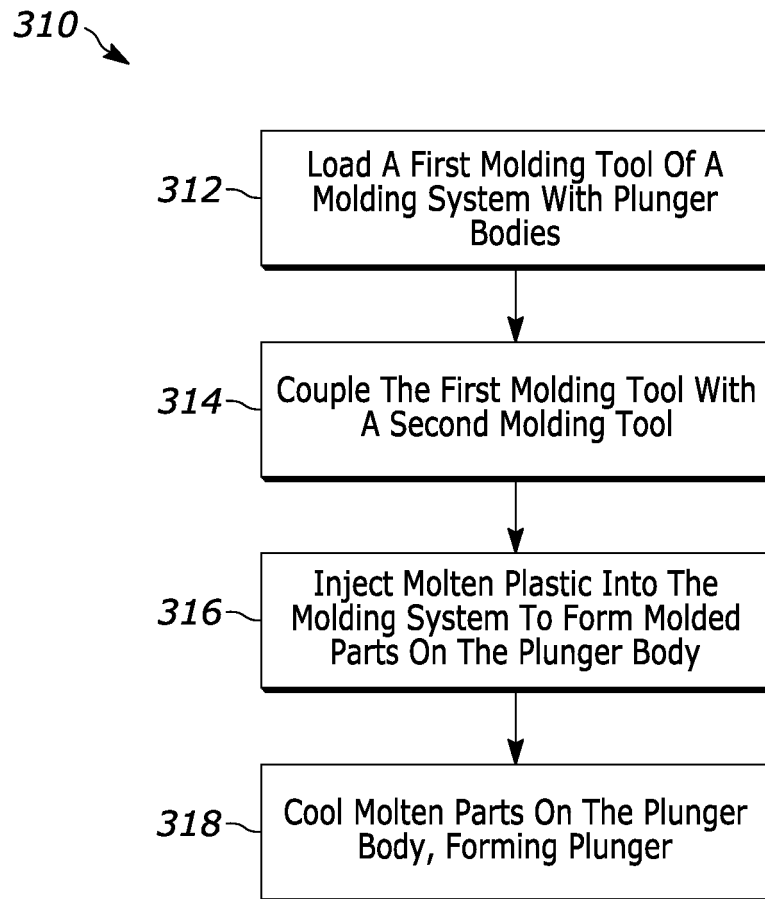 310
312
Load A First Molding Tool Of A
Molding System With Plunger
Bodies
314
Couple The First Molding Tool With
A Second Molding Tool
316
Inject Molten Plastic Into The
Molding System To Form Molded
Parts On The Plunger Body
318
Cool Molten Parts On The Plunger
Body, Forming Plunger